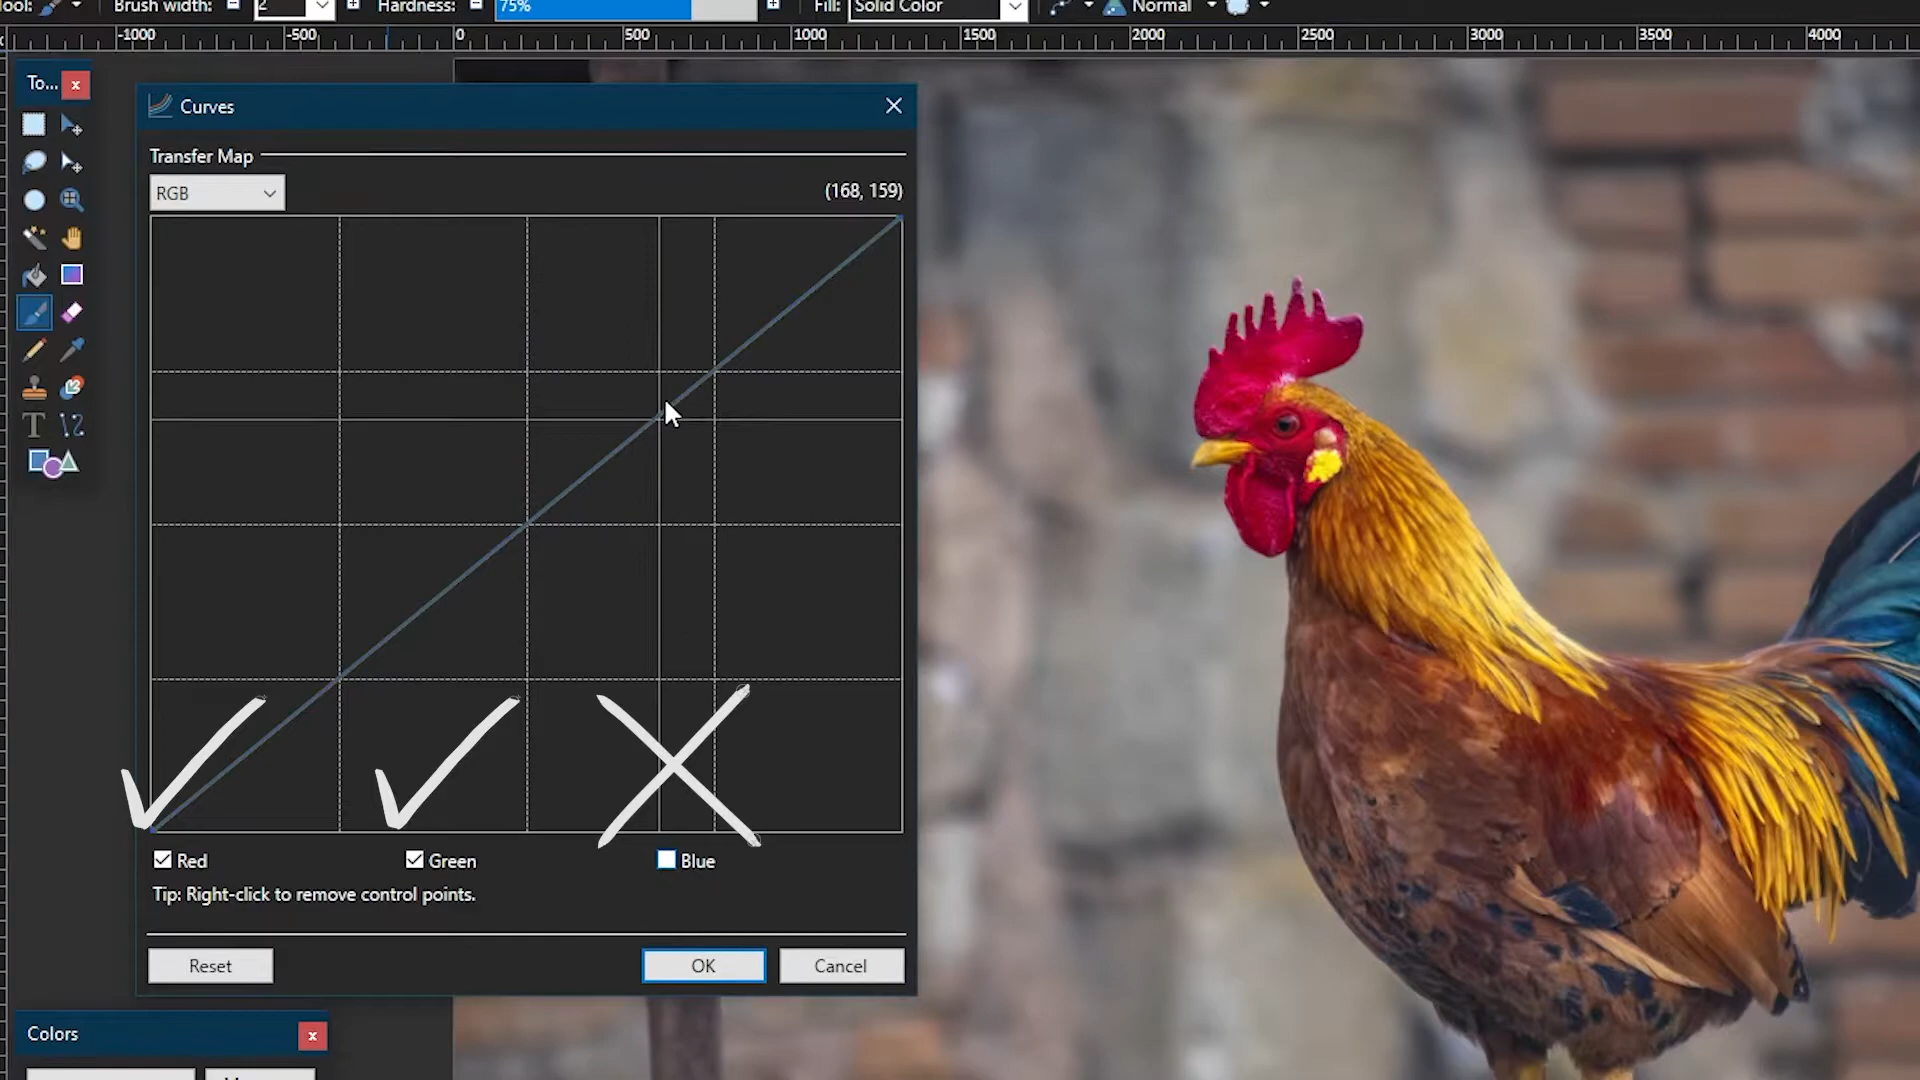 Tool: Brush width: 2 Hardness: 75% Fill: Solid Color Normal
-1000 -500 0 500 1000 1500 2000 2500 3000 3500 4000
To... x
Curves
Transfer Map
RGB (168, 159)
T
Red Green Blue
Tip: Right-click to remove control points.
Reset OK Cancel
Colors x